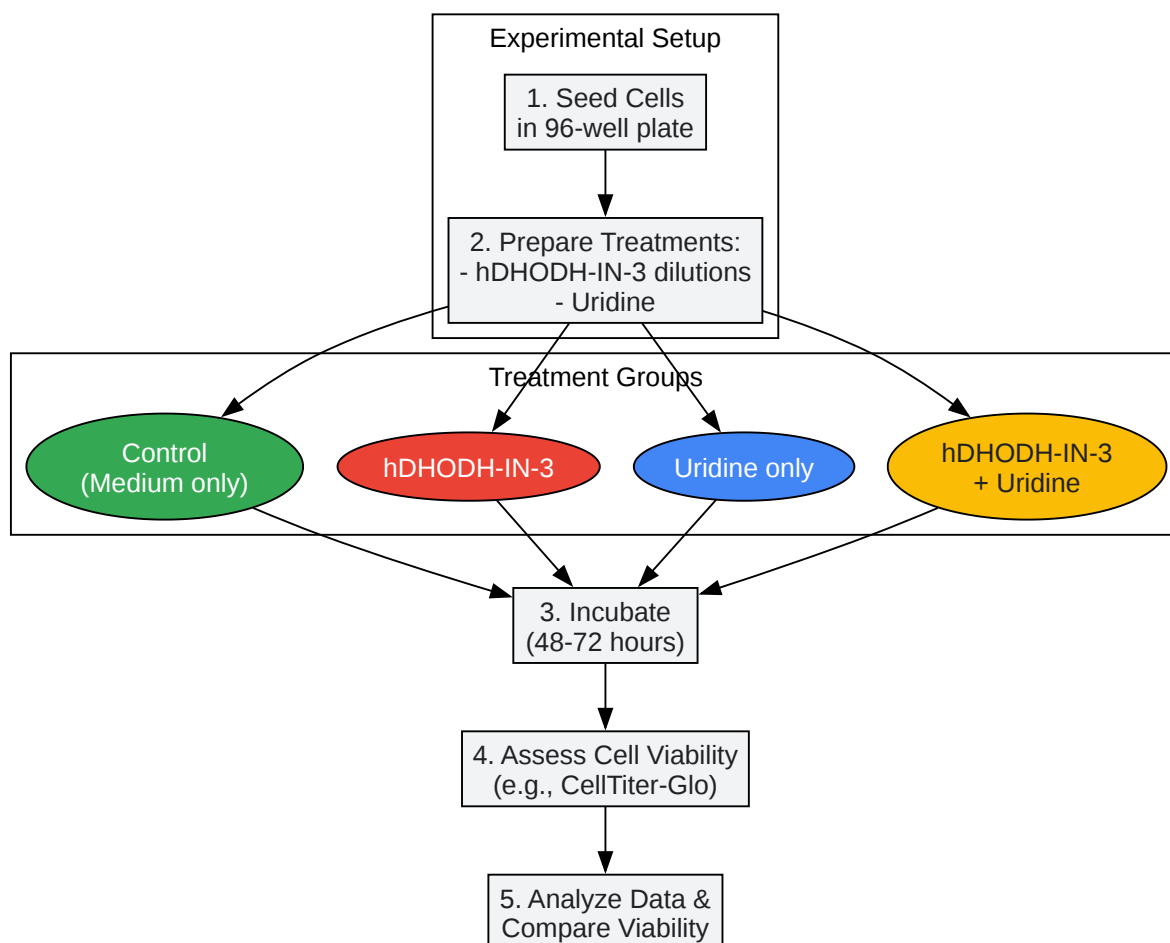 Experimental Setup
1. Seed Cells
in 96-well plate
2. Prepare Treatments:
- hDHODH-IN-3 dilutions
- Uridine
Treatment Groups
Control
(Medium only)
hDHODH-IN-3
Uridine only
hDHODH-IN-3
+ Uridine
3. Incubate
(48-72 hours)
4. Assess Cell Viability
(e.g., CellTiter-Glo)
5. Analyze Data &
Compare Viability